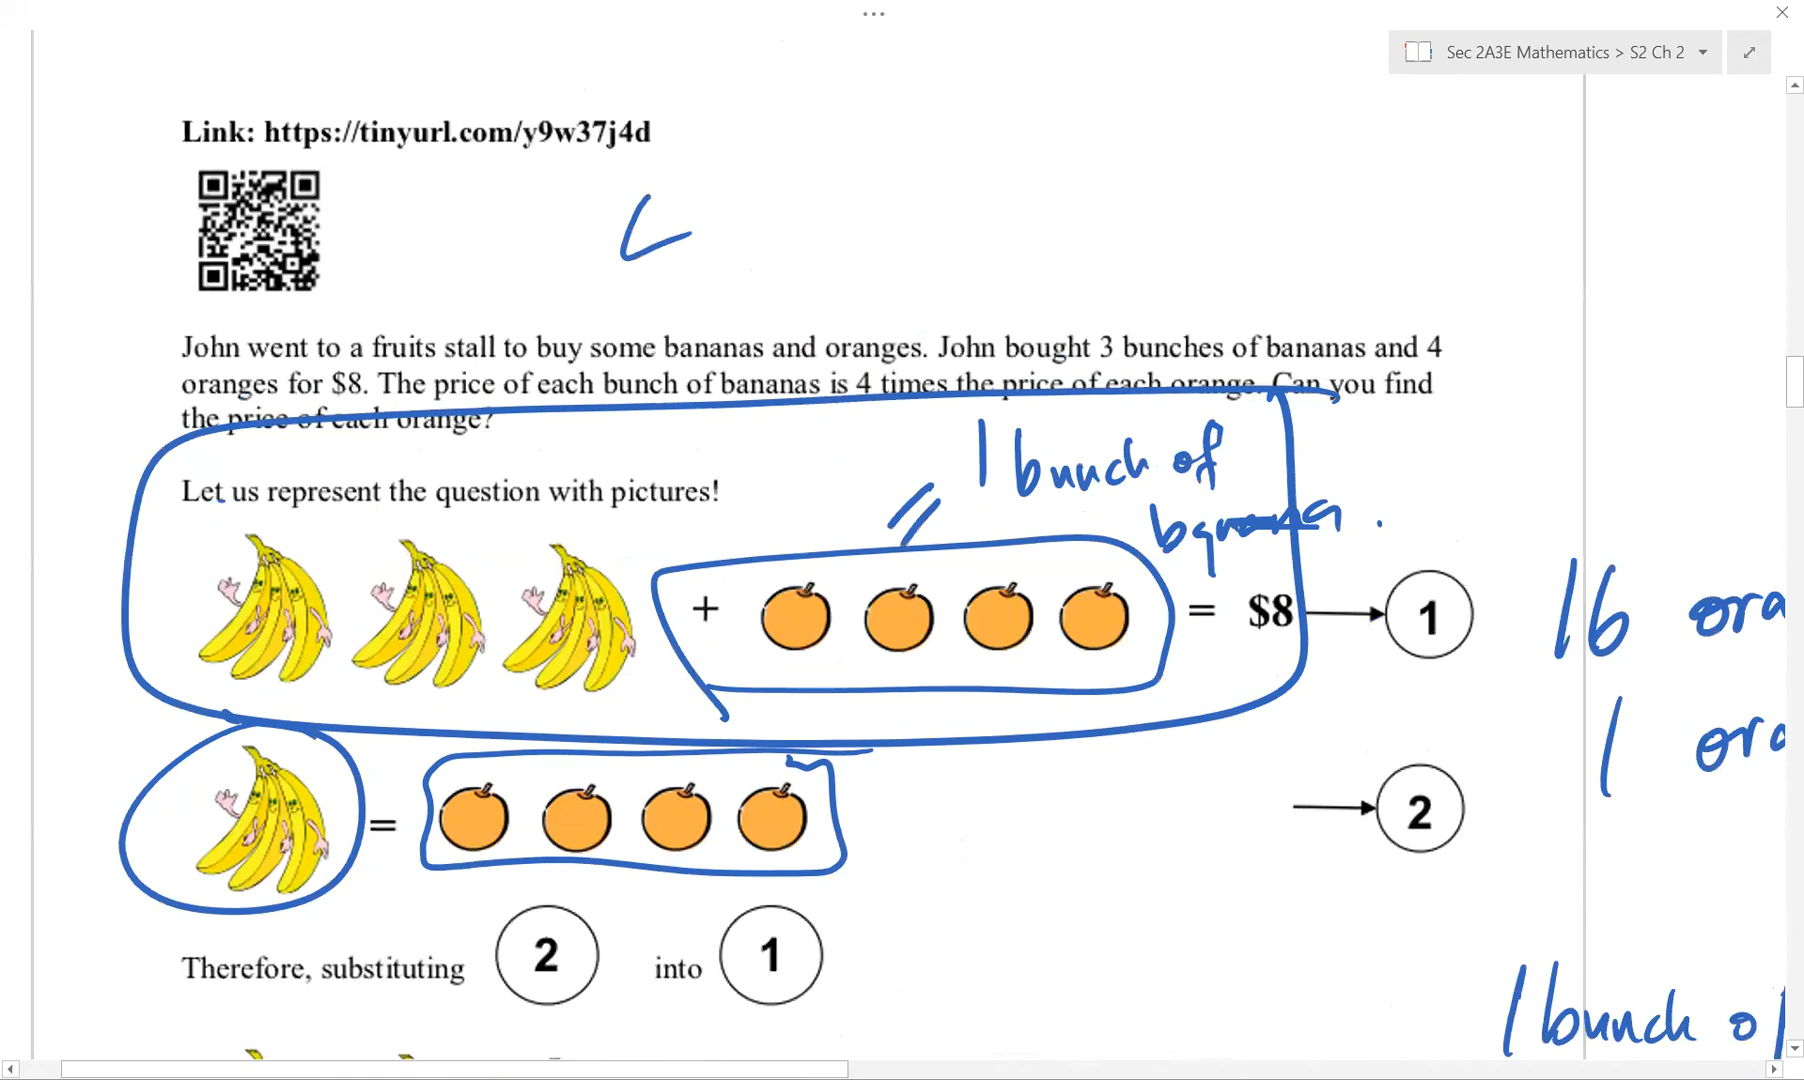 Sec 2A3E Mathematics > S2 Ch 2
Link: https://tinyurl.com/y9w37j4d
John went to a fruits stall to buy some bananas and oranges. John bought 3 bunches of bananas and 4
oranges for $8. The price of each bunch of bananas is 4 times the price of each orange. Can you find
the price of each orange?
1 bunch of
banana.
Let us represent the question with pictures!
=
+ = $8 1
16 ora
1 ora
= 2
Therefore, substituting 2 into 1
1 bunch of